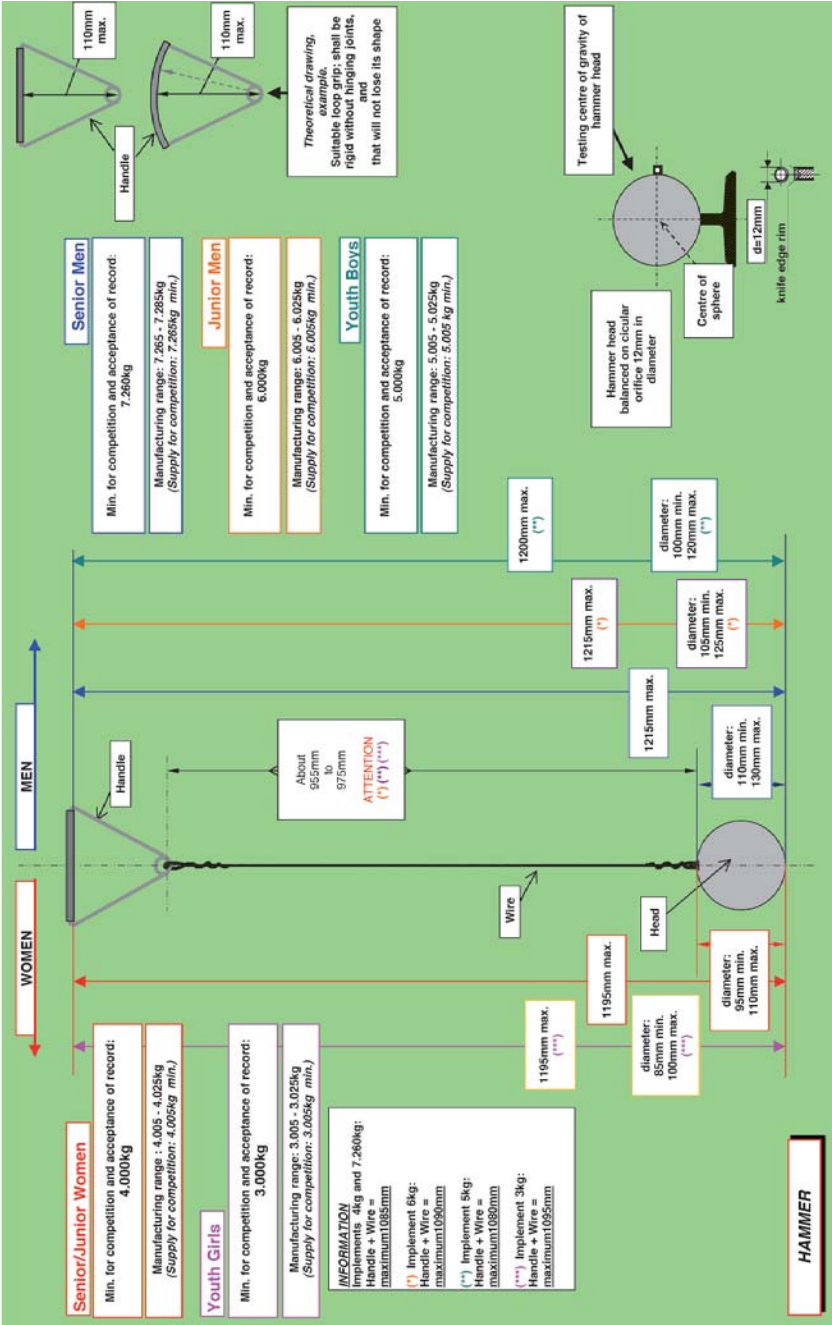 WOMEN
MEN
Senior/Junior Women
Min. for competition and acceptance of record:
4.000kg
Manufacturing range : 4.005 - 4.025kg
(Supply for competition: 4.005kg min.)
Youth Girls
Min. for competition and acceptance of record:
3.000kg
Manufacturing range: 3.005 - 3.025kg
(Supply for competition: 3.005kg min.)
INFORMATION
Implements 4kg and 7.260kg:
Handle + Wire =
maximum1085mm
(*) Implement 6kg:
Handle + Wire =
maximum1090mm
(**) Implement 5kg:
Handle + Wire =
maximum1080mm
(***) Implement 3kg:
Handle + Wire =
maximum1095mm
HAMMER
1195mm max.
(***)
diameter:
85mm min.
100mm max.
(***)
1195mm max.
diameter:
95mm min.
110mm max.
Handle
Wire
Head
About
955mm
to
975mm
ATTENTION
(*) (**) (***)
1215mm max.
diameter:
110mm min.
130mm max.
1215mm max.
(*)
diameter:
105mm min.
125mm max.
(*)
1200mm max.
(**)
diameter:
100mm min.
120mm max.
(**)
Senior Men
Min. for competition and acceptance of record:
7.260kg
Manufacturing range: 7.265 - 7.285kg
(Supply for competition: 7.265kg min.)
Junior Men
Min. for competition and acceptance of record:
6.000kg
Manufacturing range: 6.005 - 6.025kg
(Supply for competition: 6.005kg min.)
Youth Boys
Min. for competition and acceptance of record:
5.000kg
Manufacturing range: 5.005 - 5.025kg
(Supply for competition: 5.005 kg min.)
110mm
max.
Handle
110mm
max.
Theoretical drawing,
example.
Suitable loop grip; shall be
rigid without hinging joints,
and
that will not lose its shape
Hammer head
balanced on cicular
orifice 12mm in
diameter
Testing centre of gravity of
hammer head
Centre of
sphere
d=12mm
knife edge rim